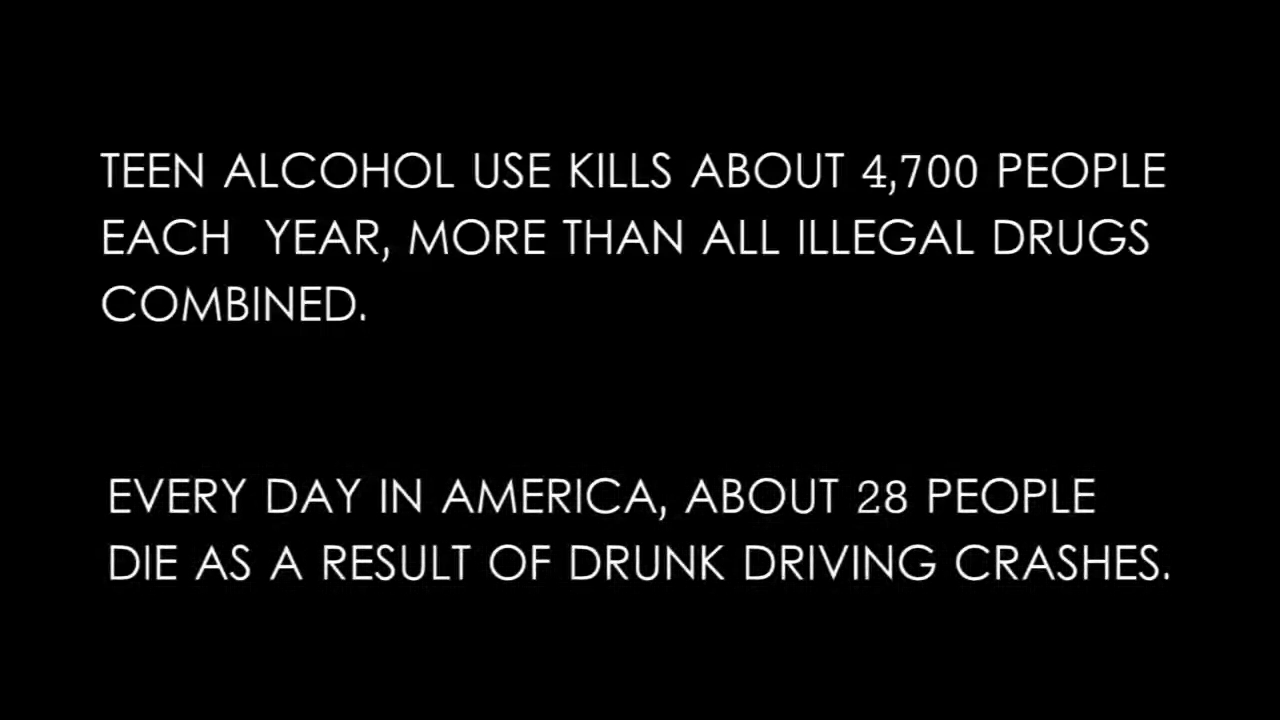 TEEN ALCOHOL USE KILLS ABOUT 4,700 PEOPLE
EACH  YEAR, MORE THAN ALL ILLEGAL DRUGS
COMBINED.
EVERY DAY IN AMERICA, ABOUT 28 PEOPLE
DIE AS A RESULT OF DRUNK DRIVING CRASHES.